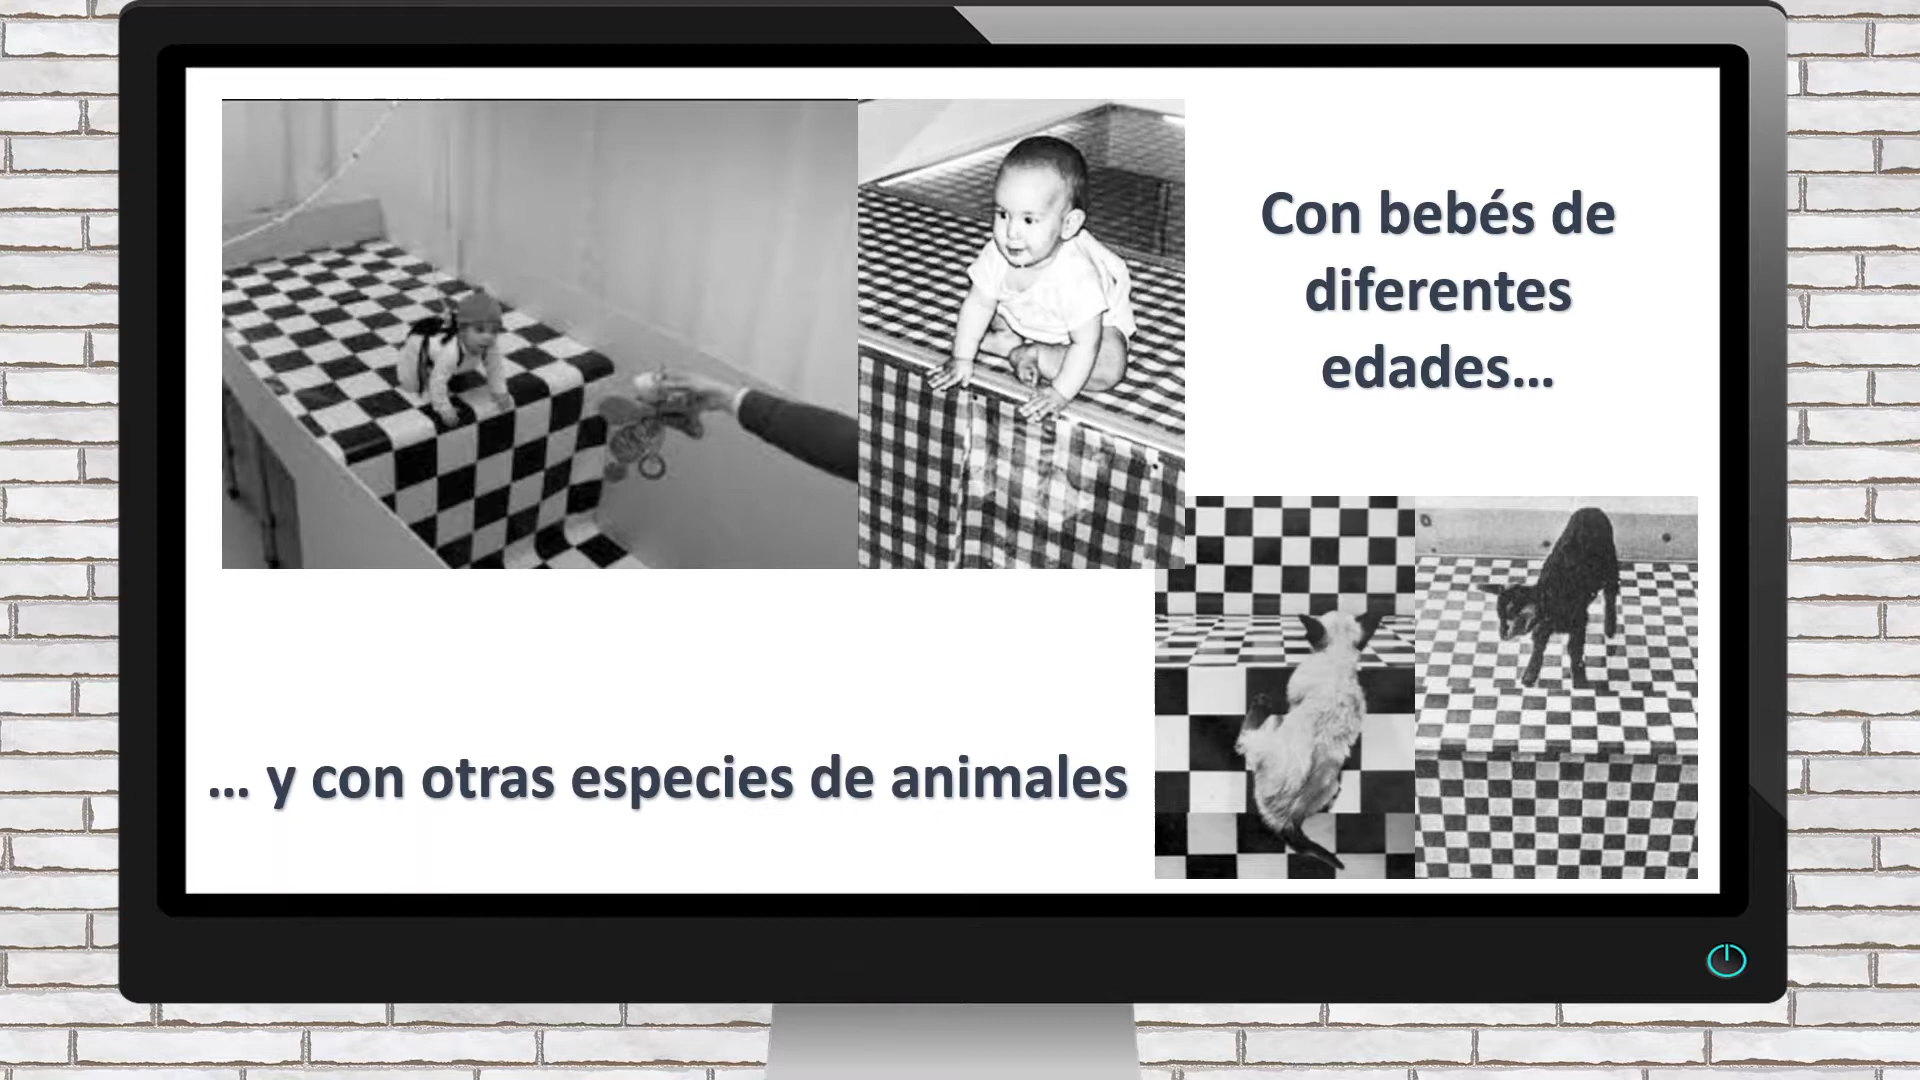 Con bebés de
diferentes
edades...
... y con otras especies de animales